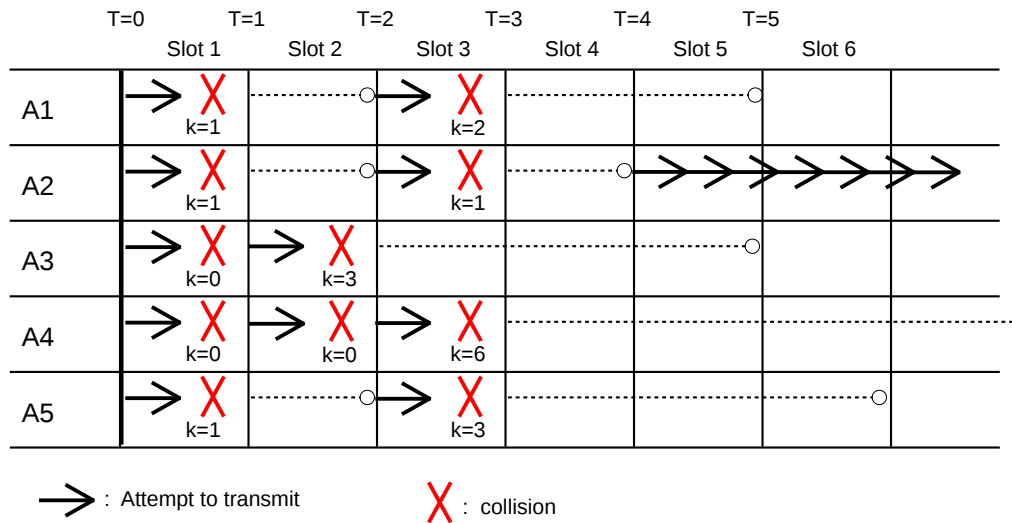 T=0 T=1 T=2 T=3 T=4 T=5
Slot 1 Slot 2 Slot 3 Slot 4 Slot 5 Slot 6
A1
k=1 k=2
A2
k=1 k=1
A3
k=0 k=3
A4
k=0 k=0 k=6
A5
k=1 k=3
: Attempt to transmit : collision